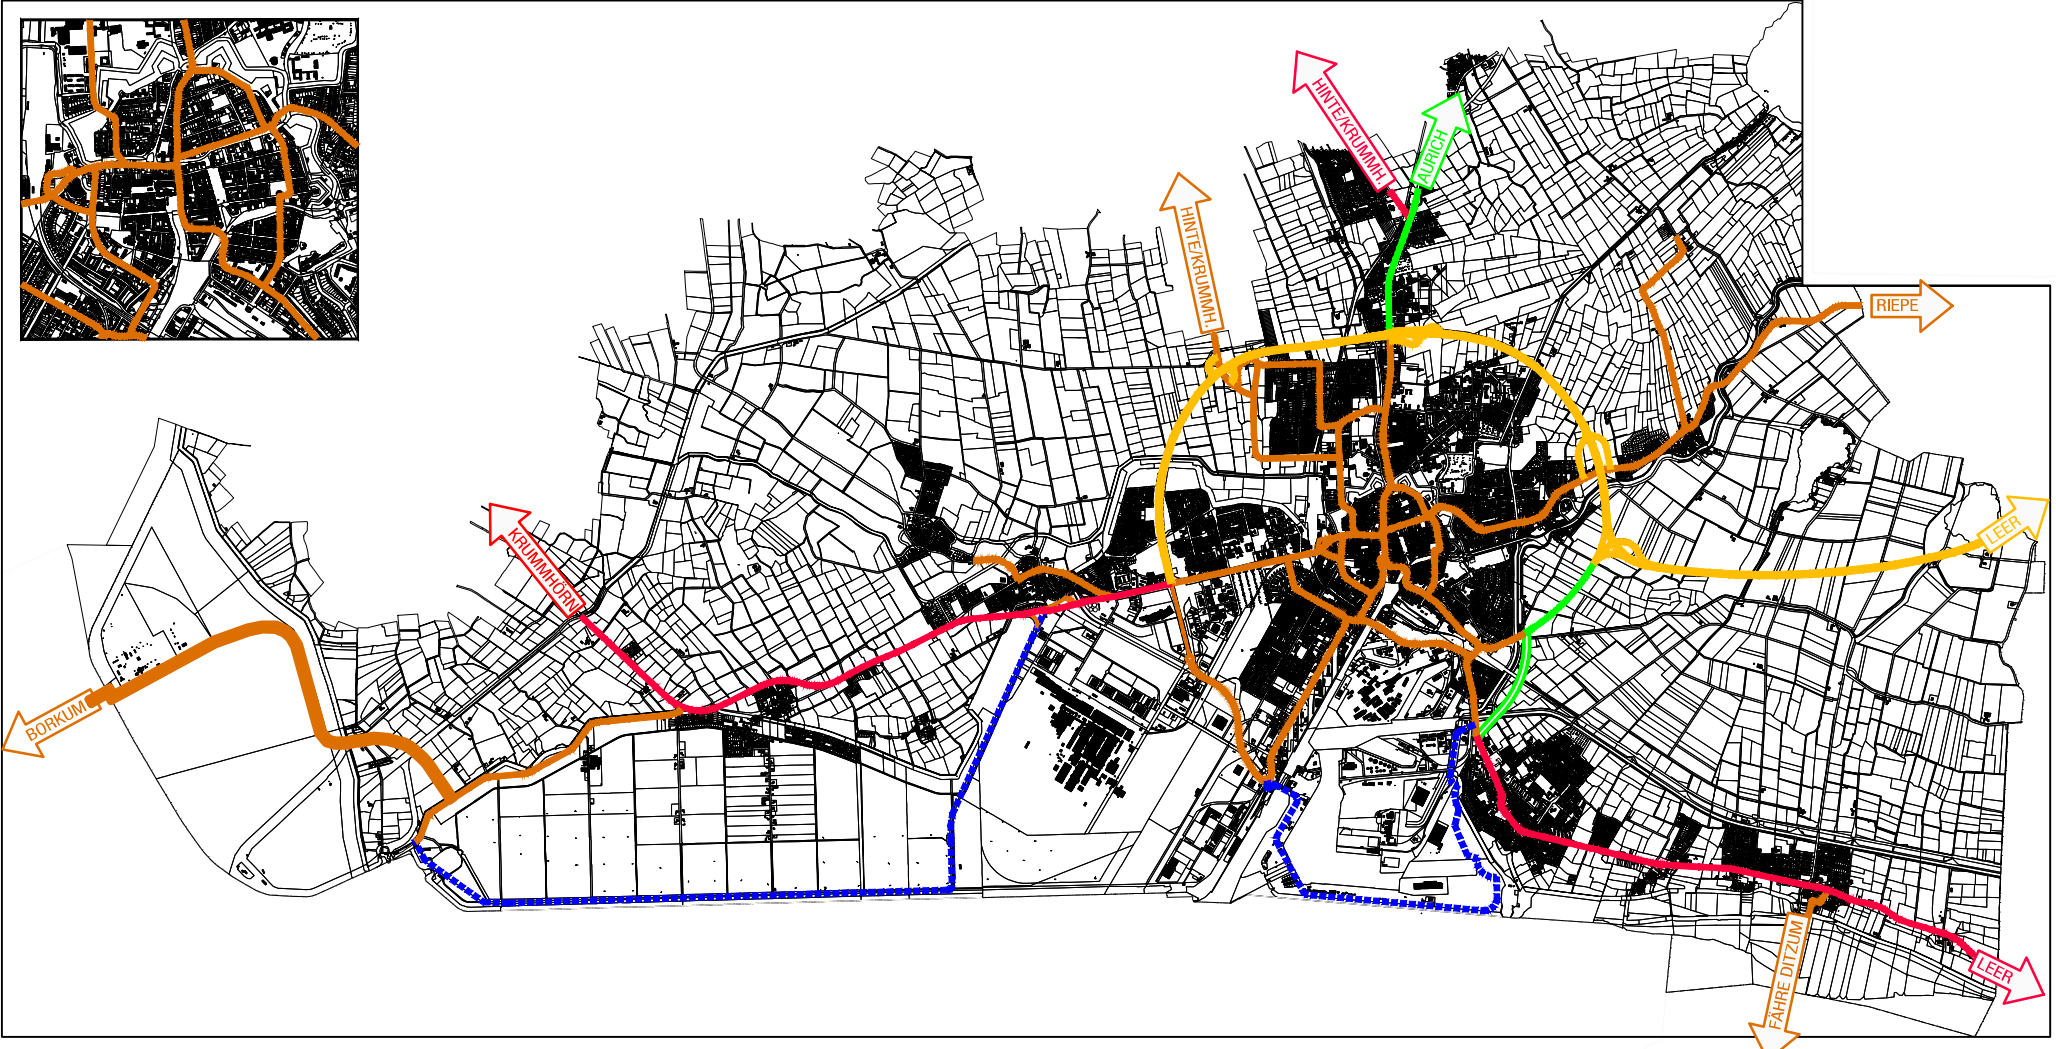 HINTE/KRUMMH.
AURICH
HINTE/KRUMMH.
RIEPE
LEER
KRUMMHÖRN
BORKUM
FÄHRE DITZUM
LEER